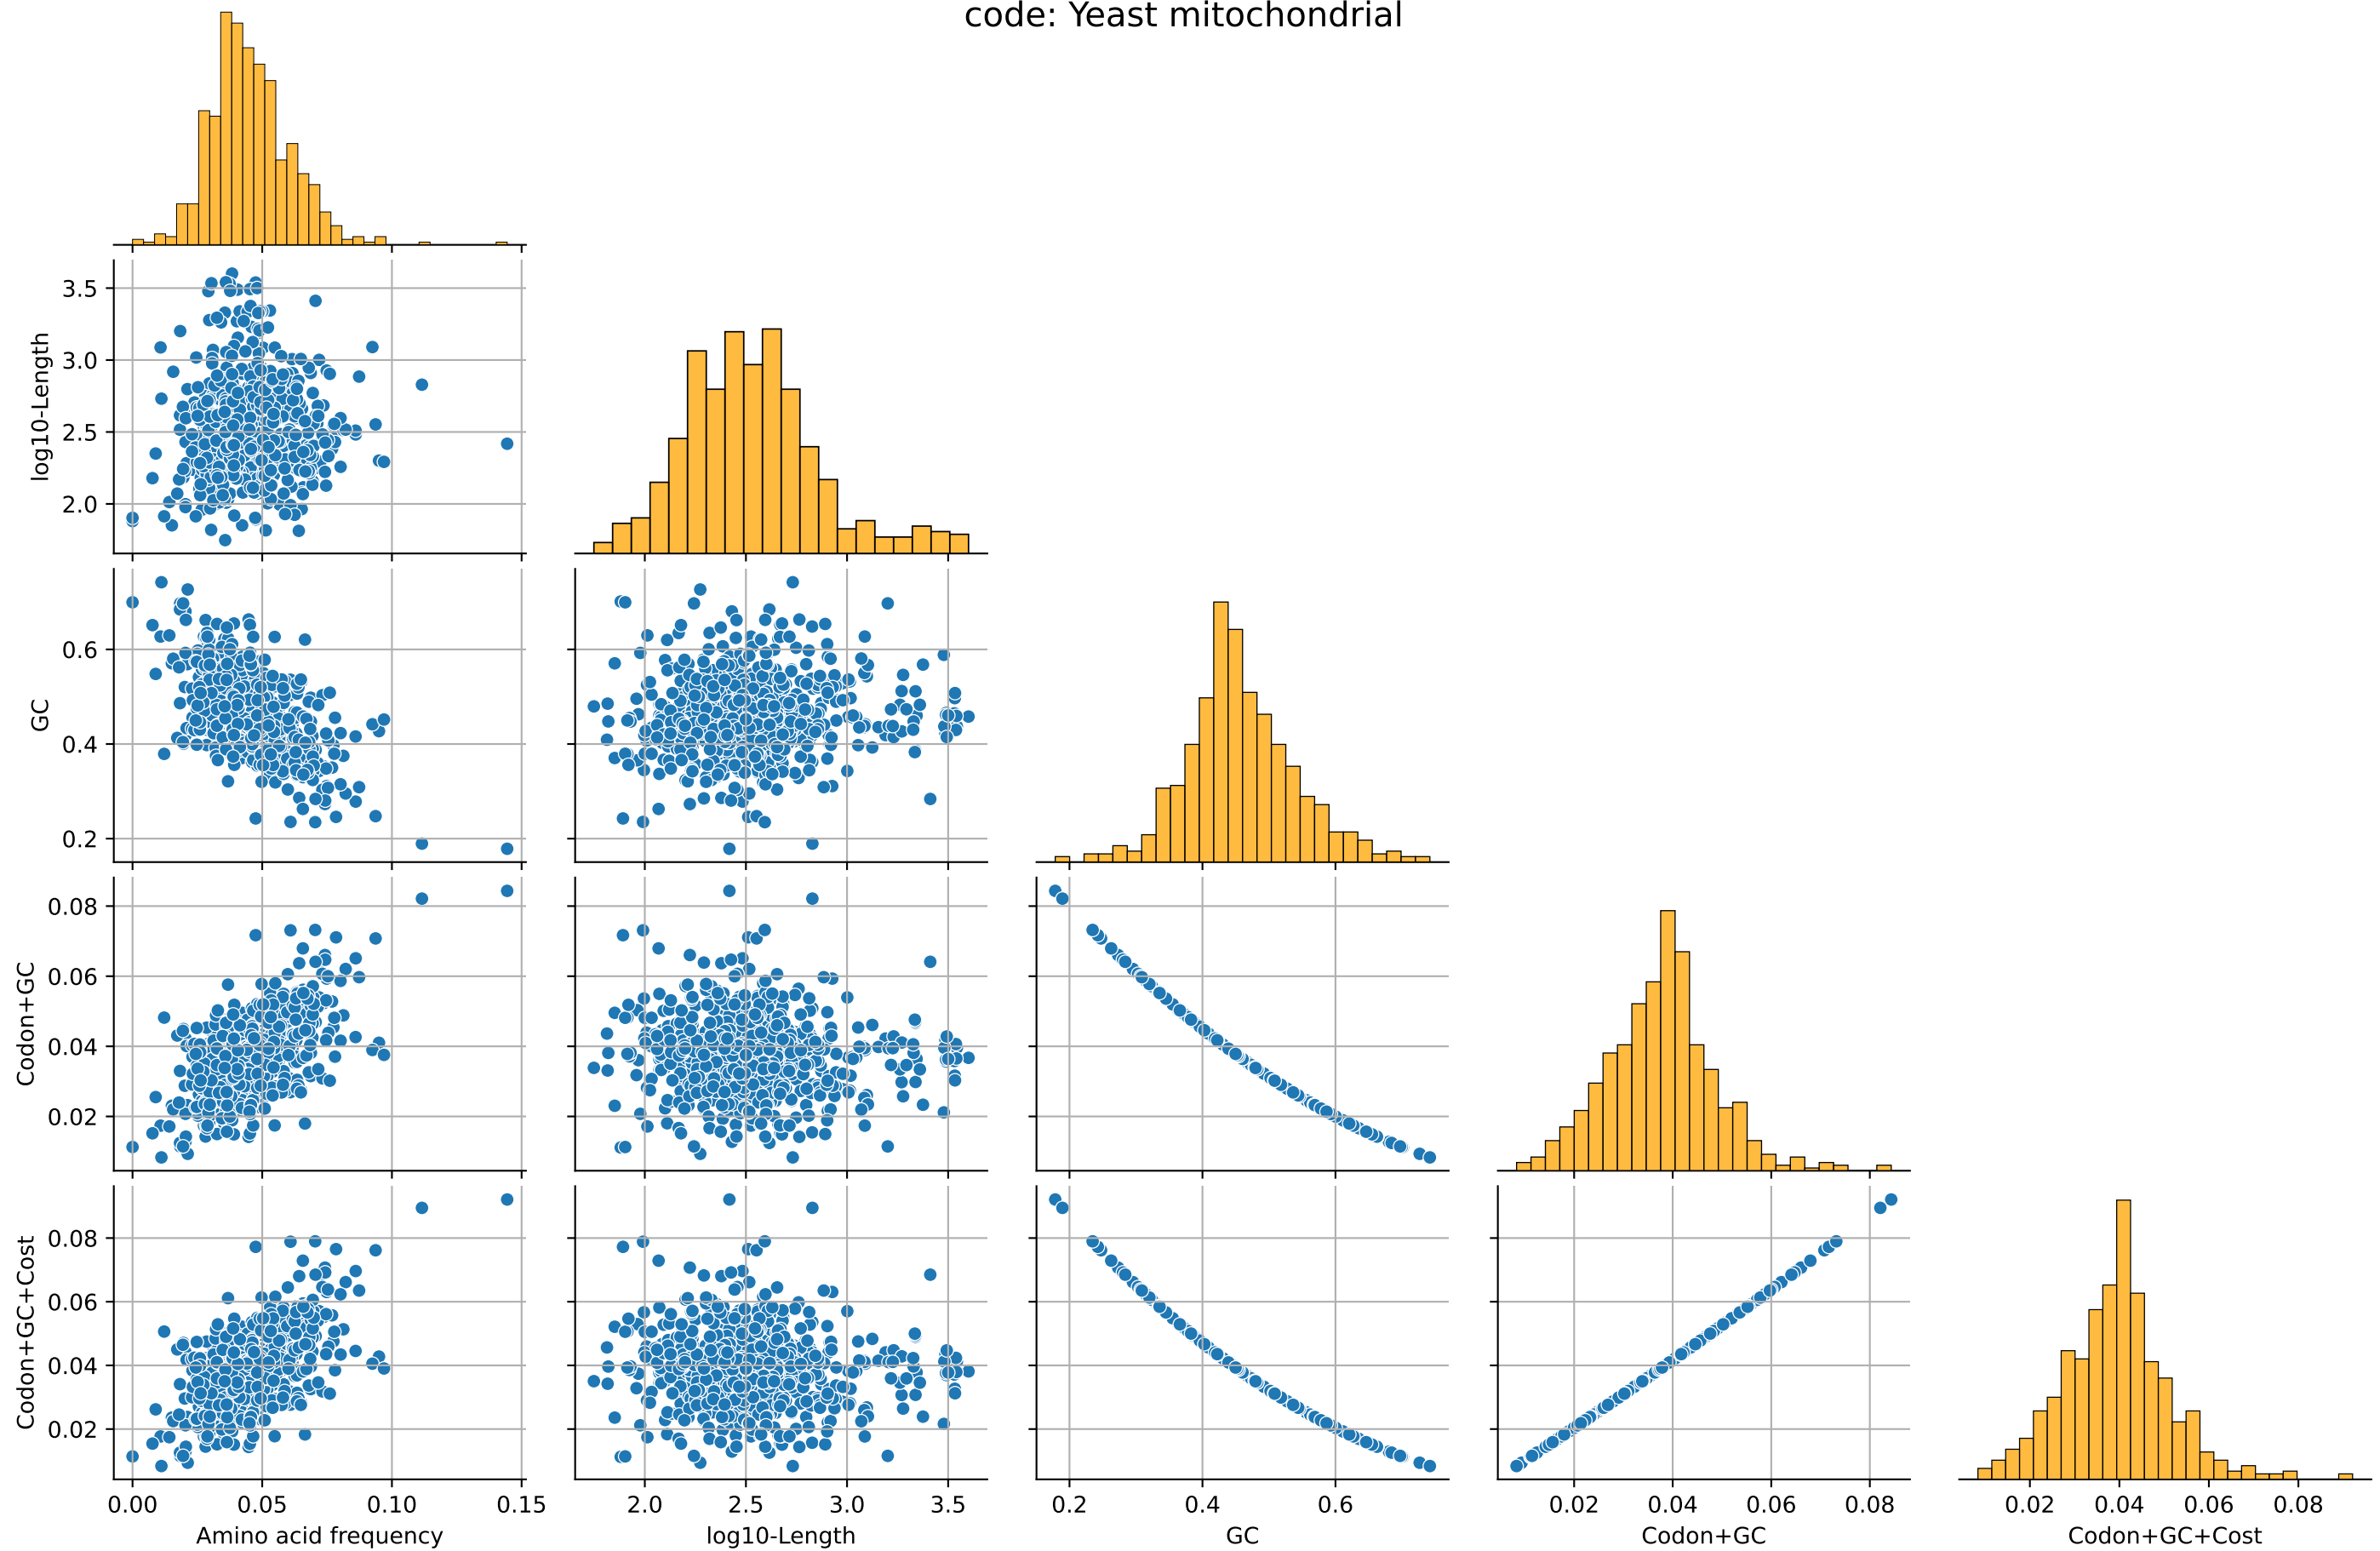 code: Yeast mitochondrial
3.5
3.0
2.5
2.0
log10-Length
0.6
0.4
0.2
GC
0.08
0.06
0.04
0.02
Codon+GC
0.08
0.06
0.04
0.02
Codon+GC+Cost
0.00 0.05 0.10 0.15 2.0 2.5 3.0 3.5 0.2 0.4 0.6 0.02 0.04 0.06 0.08 0.02 0.04 0.06 0.08
Amino acid frequency log10-Length GC Codon+GC Codon+GC+Cost